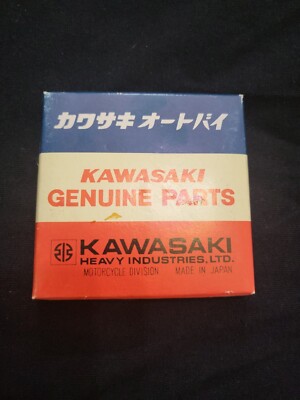 カワサキ オートバイ
KAWASAKI
GENUINE PARTS
KAWASAKI
HEAVY INDUSTRIES, LTD.
MOTORCYCLE DIVISION MADE IN JAPAN